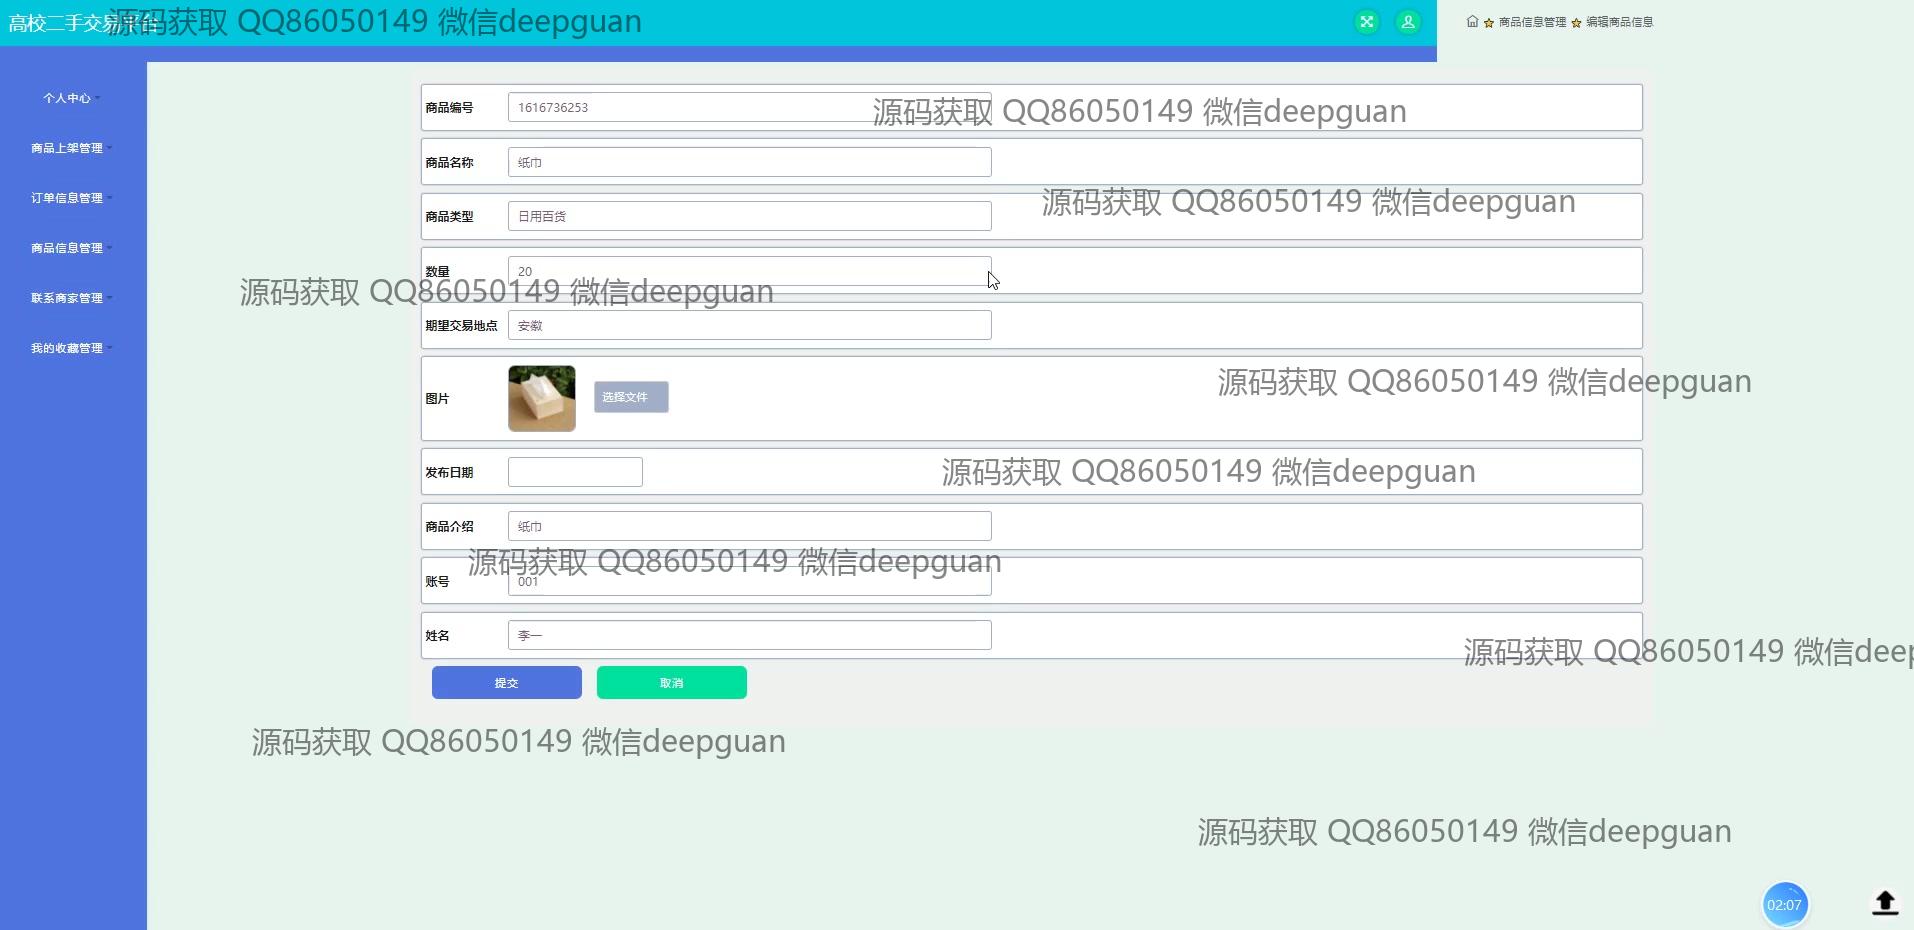 高校二手交易平台
源码获取 QQ86050149 微信deepguan
商品信息管理 编辑商品信息
个人中心
商品上架管理
订单信息管理
商品信息管理
联系商家管理
我的收藏管理
商品编号 1616736253
源码获取 QQ86050149 微信deepguan
商品名称 纸巾
商品类型 日用百货
源码获取 QQ86050149 微信deepguan
数量 20
源码获取 QQ86050149 微信deepguan
期望交易地点 安徽
图片 选择文件
源码获取 QQ86050149 微信deepguan
发布日期
源码获取 QQ86050149 微信deepguan
商品介绍 纸巾
源码获取 QQ86050149 微信deepguan
账号 001
姓名 李一
源码获取 QQ86050149 微信deep
提交 取消
源码获取 QQ86050149 微信deepguan
源码获取 QQ86050149 微信deepguan
02:07